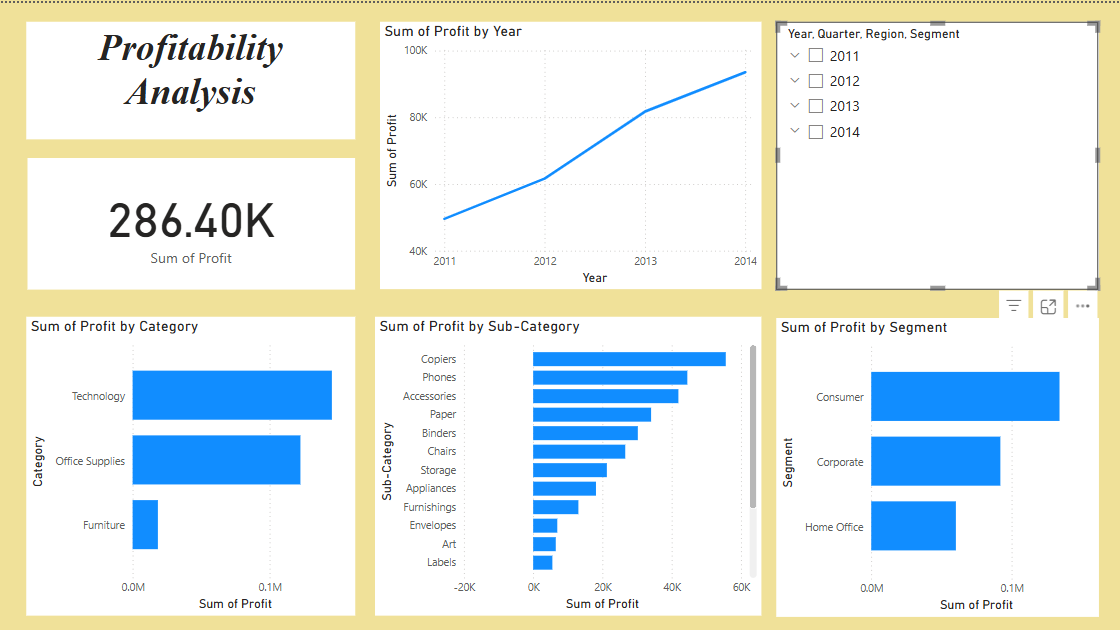 Profitability
Analysis
286.40K
Sum of Profit
Sum of Profit by Year
Sum of Profit
100K
80K
60K
40K
2011
2012
2013
2014
Year
Year, Quarter, Region, Segment
2011
2012
2013
2014
Sum of Profit by Category
Category
Technology
Office Supplies
Furniture
0.0M
0.1M
Sum of Profit
Sum of Profit by Sub-Category
Sub-Category
Copiers
Phones
Accessories
Paper
Binders
Chairs
Storage
Appliances
Furnishings
Envelopes
Art
Labels
-20K
0K
20K
40K
60K
Sum of Profit
Sum of Profit by Segment
Segment
Consumer
Corporate
Home Office
0.0M
0.1M
Sum of Profit